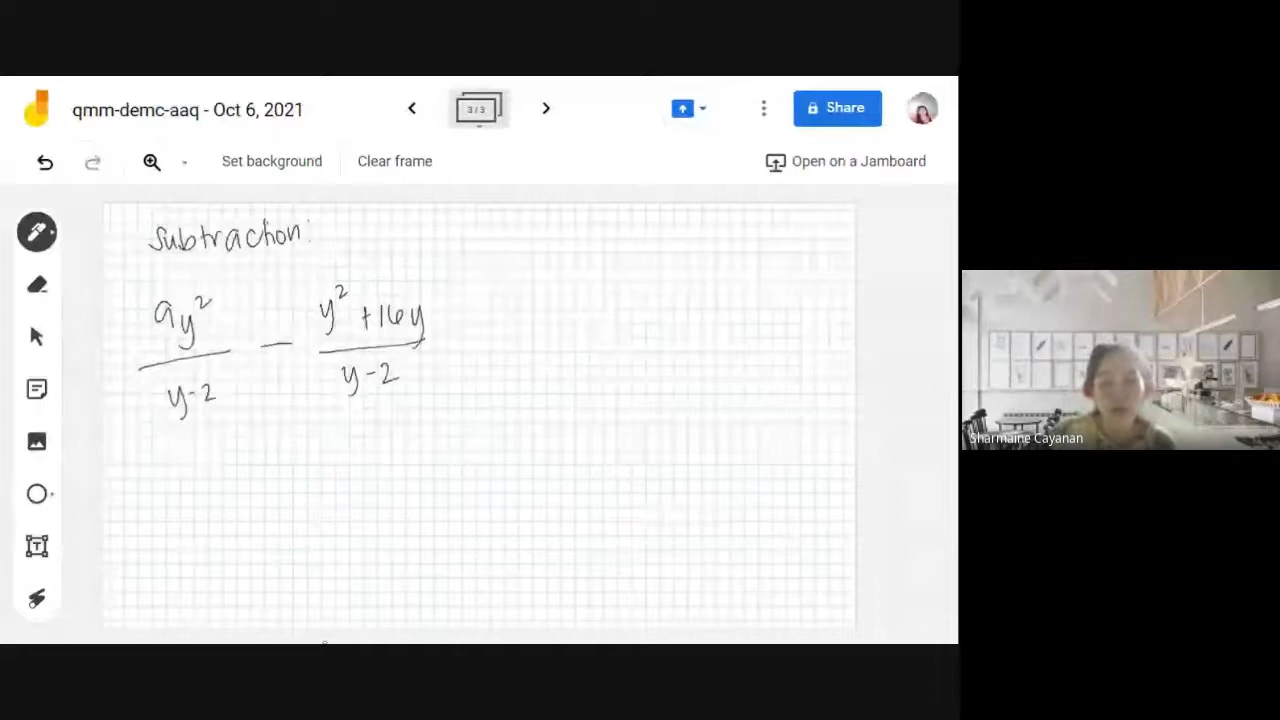 qmm-demc-aaq - Oct 6, 2021
3 / 3
Share
Set background
Clear frame
Open on a Jamboard
Subtraction:
9y² / y-2 − y² +16y / y-2
T
Sharmaine Cayanan